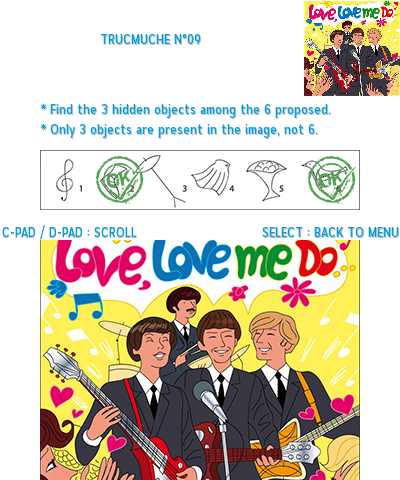 TRUCMUCHE N°09
LOVE, LOVE ME DO
* Find the 3 hidden objects among the 6 proposed.
* Only 3 objects are present in the image, not 6.
1 OK 2 3 4 5 OK
C-PAD / D-PAD : SCROLL
SELECT : BACK TO MENU
LOVE, LOVE ME DO